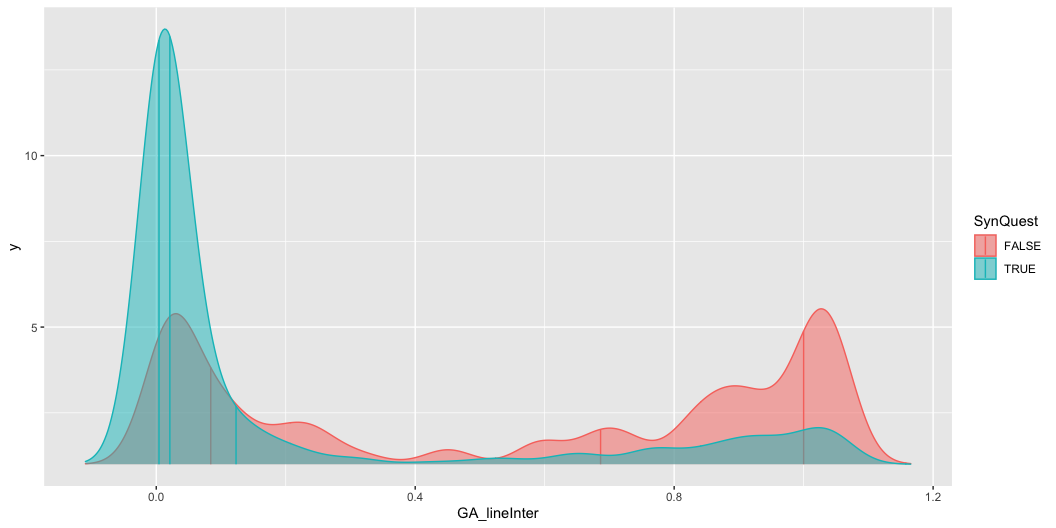 10
y
5
0.0 0.4 0.8 1.2
GA_lineInter
SynQuest
FALSE
TRUE